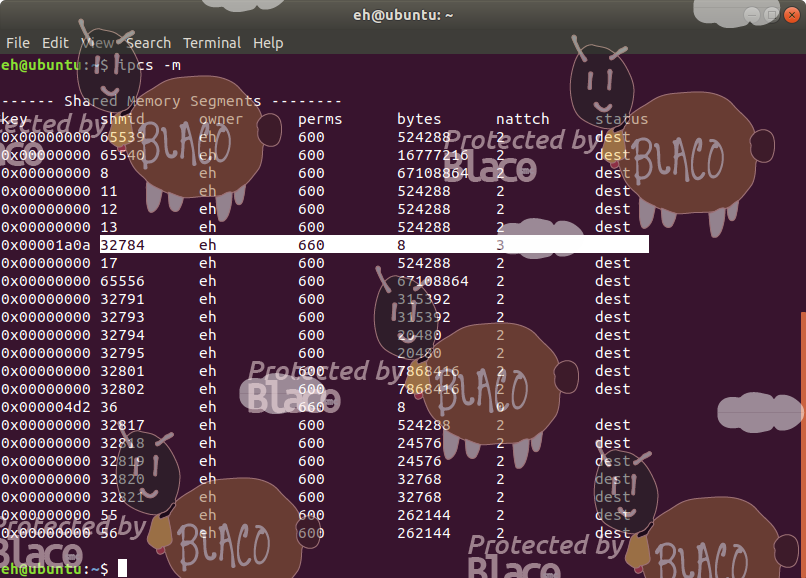 eh@ubuntu: ~
File Edit View Search Terminal Help
eh@ubuntu:~$ ipcs -m
------ Shared Memory Segments --------
key shmid owner perms bytes nattch status
0x00000000 65539 eh 600 524288 2 dest
0x00000000 65540 eh 600 16777216 2 dest
0x00000000 8 eh 600 67108864 2 dest
0x00000000 11 eh 600 524288 2 dest
0x00000000 12 eh 600 524288 2 dest
0x00000000 13 eh 600 524288 2 dest
0x00001a0a 32784 eh 660 8 3
0x00000000 17 eh 600 524288 2 dest
0x00000000 65556 eh 600 67108864 2 dest
0x00000000 32791 eh 600 315392 2 dest
0x00000000 32793 eh 600 315392 2 dest
0x00000000 32794 eh 600 20480 2 dest
0x00000000 32795 eh 600 20480 2 dest
0x00000000 32801 eh 600 7868416 2 dest
0x00000000 32802 eh 600 7868416 2 dest
0x000004d2 36 eh 660 8 0
0x00000000 32817 eh 600 524288 2 dest
0x00000000 32818 eh 600 24576 2 dest
0x00000000 32819 eh 600 24576 2 dest
0x00000000 32820 eh 600 32768 2 dest
0x00000000 32821 eh 600 32768 2 dest
0x00000000 55 eh 600 262144 2 dest
0x00000000 56 eh 600 262144 2 dest
eh@ubuntu:~$
Protected by
Blaco
BLACO
Protected by
Blaco
BLACO
Protected by
Blaco
BLACO
Protected by
Blaco
BLACO
Protected by
Blaco
BLACO